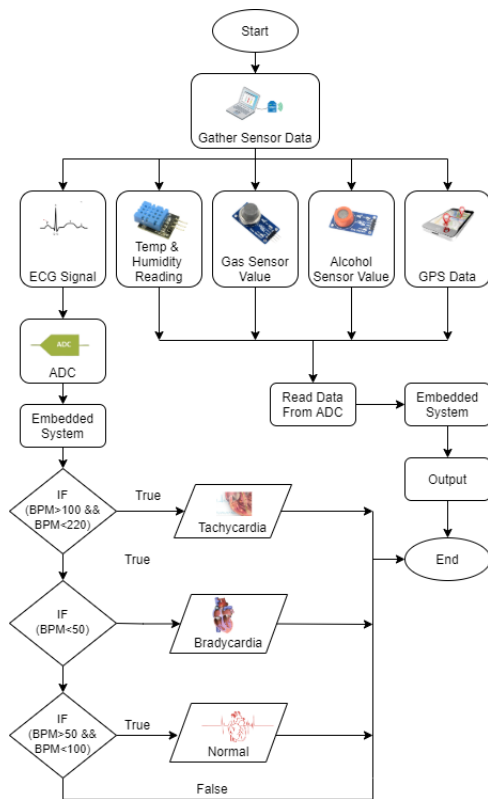 Start
Gather Sensor Data
ECG Signal
Temp &
Humidity
Reading
Gas Sensor
Value
Alcohol
Sensor Value
GPS Data
ADC
ADC
Read Data
From ADC
Embedded
System
Embedded
System
Output
IF
(BPM>100 &&
BPM<220)
True
Tachycardia
End
True
IF
(BPM<50)
Bradycardia
IF
(BPM>50 &&
BPM<100)
True
Normal
False